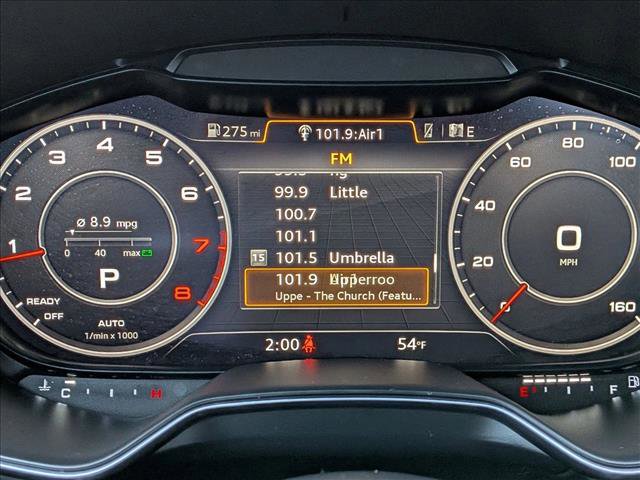 275 mi
101.9:Air1
E
FM
99.9 Little
100.7
101.1
15 101.5 Umbrella
101.9
Uppe - The Church (Featu...
1 2 3 4 5 6 7 8
ø 8.9 mpg
0 40 max
P
READY
OFF
AUTO
1/min x 1000
0 20 40 60 80 100 160
0
MPH
2:00
54°F
C H
E F